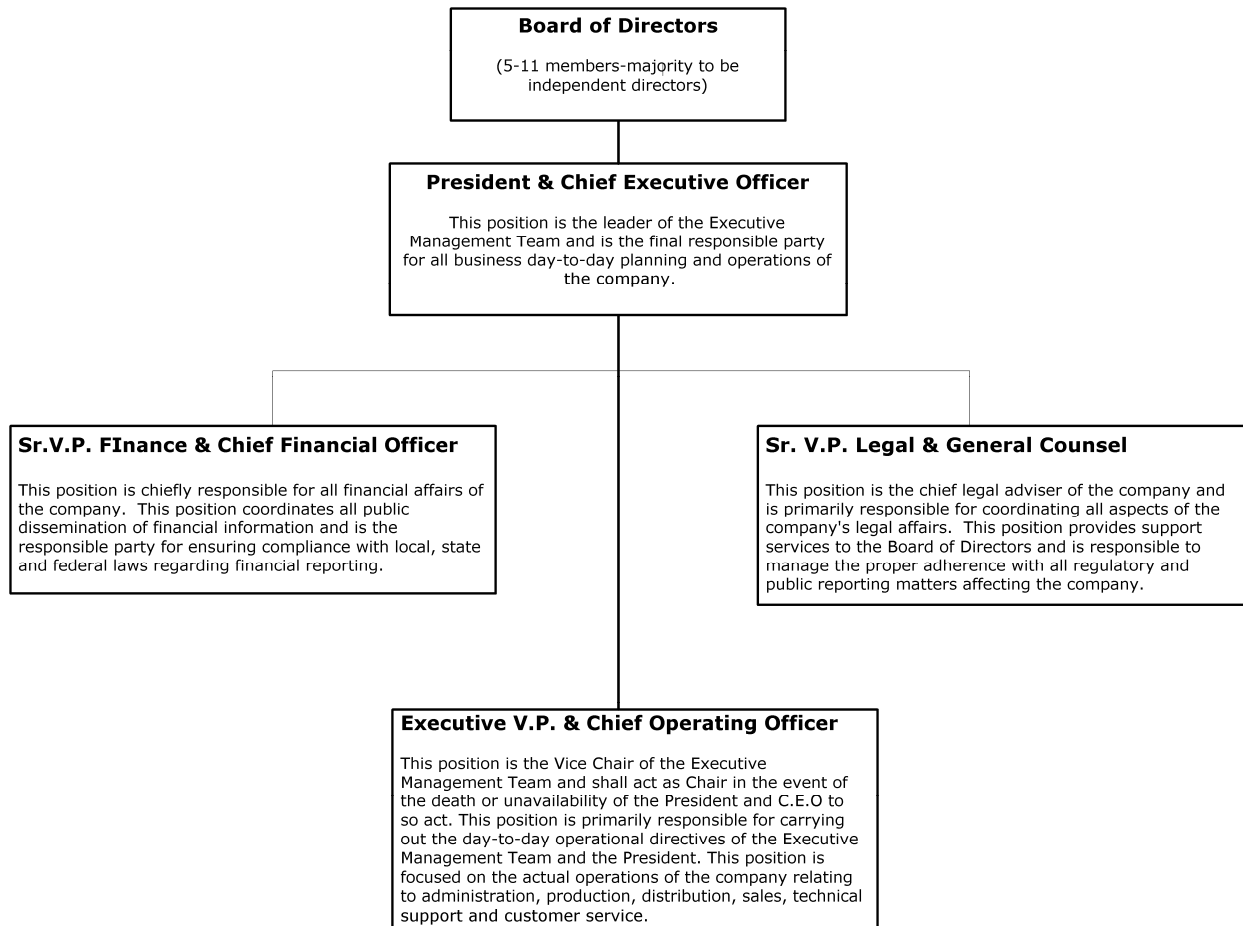 Board of Directors
(5-11 members-majority to be
independent directors)
President & Chief Executive Officer
This position is the leader of the Executive
Management Team and is the final responsible party
for all business day-to-day planning and operations of
the company.
Sr.V.P. FInance & Chief Financial Officer
This position is chiefly responsible for all financial affairs of
the company.  This position coordinates all public
dissemination of financial information and is the
responsible party for ensuring compliance with local, state
and federal laws regarding financial reporting.
Sr. V.P. Legal & General Counsel
This position is the chief legal adviser of the company and
is primarily responsible for coordinating all aspects of the
company's legal affairs.  This position provides support
services to the Board of Directors and is responsible to
manage the proper adherence with all regulatory and
public reporting matters affecting the company.
Executive V.P. & Chief Operating Officer
This position is the Vice Chair of the Executive
Management Team and shall act as Chair in the event of
the death or unavailability of the President and C.E.O to
so act. This position is primarily responsible for carrying
out the day-to-day operational directives of the Executive
Management Team and the President. This position is
focused on the actual operations of the company relating
to administration, production, distribution, sales, technical
support and customer service.